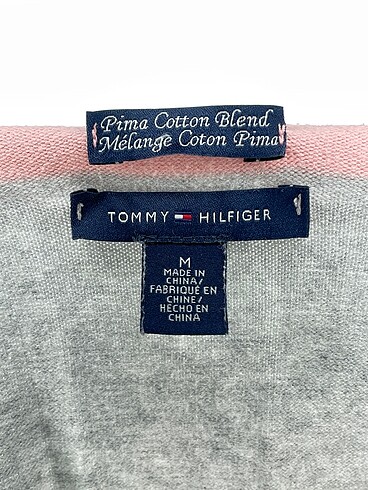 Pima Cotton Blend
Mélange Coton Pima
TOMMY HILFIGER
M
MADE IN
CHINA/
FABRIQUÉ EN
CHINE/
HECHO EN
CHINA